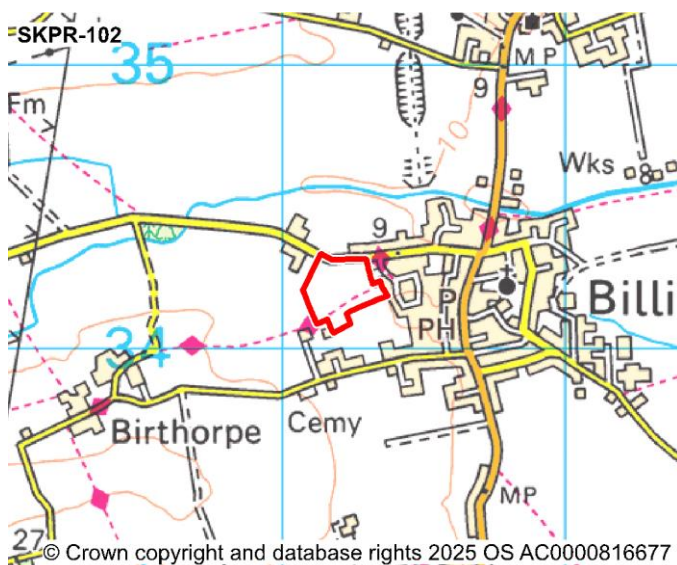 SKPR-102
35
M P
9
Fm
10
Wks
9
P
PH
Billi
34
Birthorpe
Cemy
MP
27
© Crown copyright and database rights 2025 OS AC0000816677